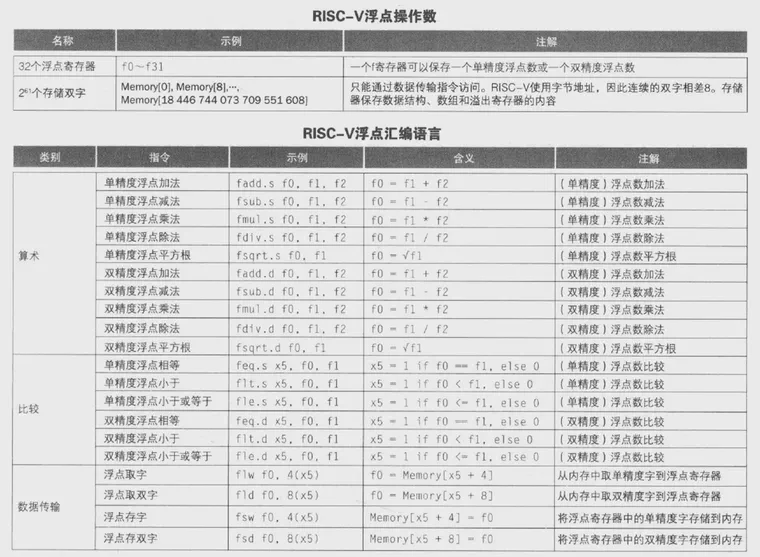 RISC-V浮点操作数
名称 示例 注解
32个浮点寄存器 f0~f31 一个f寄存器可以保存一个单精度浮点数或一个双精度浮点数
2⁶¹个存储双字 Memory[0], Memory[8],…, Memory[18 446 744 073 709 551 608] 只能通过数据传输指令访问。RISC-V使用字节地址，因此连续的双字相差8。存储器保存数据结构、数组和溢出寄存器的内容
RISC-V浮点汇编语言
类别 指令 示例 含义 注解
算术
单精度浮点加法 fadd.s f0, f1, f2 f0 = f1 + f2 （单精度）浮点数加法
单精度浮点减法 fsub.s f0, f1, f2 f0 = f1 - f2 （单精度）浮点数减法
单精度浮点乘法 fmul.s f0, f1, f2 f0 = f1 * f2 （单精度）浮点数乘法
单精度浮点除法 fdiv.s f0, f1, f2 f0 = f1 / f2 （单精度）浮点数除法
单精度浮点平方根 fsqrt.s f0, f1 f0 = √f1 （单精度）浮点数平方根
双精度浮点加法 fadd.d f0, f1, f2 f0 = f1 + f2 （双精度）浮点数加法
双精度浮点减法 fsub.d f0, f1, f2 f0 = f1 - f2 （双精度）浮点数减法
双精度浮点乘法 fmul.d f0, f1, f2 f0 = f1 * f2 （双精度）浮点数乘法
双精度浮点除法 fdiv.d f0, f1, f2 f0 = f1 / f2 （双精度）浮点数除法
双精度浮点平方根 fsqrt.d f0, f1 f0 = √f1 （双精度）浮点数平方根
比较
单精度浮点相等 feq.s x5, f0, f1 x5 = 1 if f0 == f1, else 0 （单精度）浮点数比较
单精度浮点小于 flt.s x5, f0, f1 x5 = 1 if f0 < f1, else 0 （单精度）浮点数比较
单精度浮点小于或等于 fle.s x5, f0, f1 x5 = 1 if f0 <= f1, else 0 （单精度）浮点数比较
双精度浮点相等 feq.d x5, f0, f1 x5 = 1 if f0 == f1, else 0 （双精度）浮点数比较
双精度浮点小于 flt.d x5, f0, f1 x5 = 1 if f0 < f1, else 0 （双精度）浮点数比较
双精度浮点小于或等于 fle.d x5, f0, f1 x5 = 1 if f0 <= f1, else 0 （双精度）浮点数比较
数据传输
浮点取字 flw f0, 4(x5) f0 = Memory[x5 + 4] 从内存中取单精度字到浮点寄存器
浮点取双字 fld f0, 8(x5) f0 = Memory[x5 + 8] 从内存中取双精度字到浮点寄存器
浮点存字 fsw f0, 4(x5) Memory[x5 + 4] = f0 将浮点寄存器中的单精度字存储到内存
浮点存双字 fsd f0, 8(x5) Memory[x5 + 8] = f0 将浮点寄存器中的双精度字存储到内存